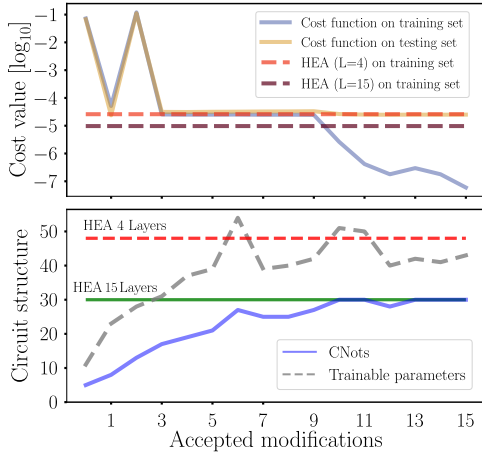 Cost value [log₁₀]
−1
−2
−3
−4
−5
−6
−7
Cost function on training set
Cost function on testing set
HEA (L=4) on training set
HEA (L=15) on training set
Circuit structure
50
40
30
20
10
0
HEA 4 Layers
HEA 15 Layers
CNots
Trainable parameters
1 3 5 7 9 11 13 15
Accepted modifications